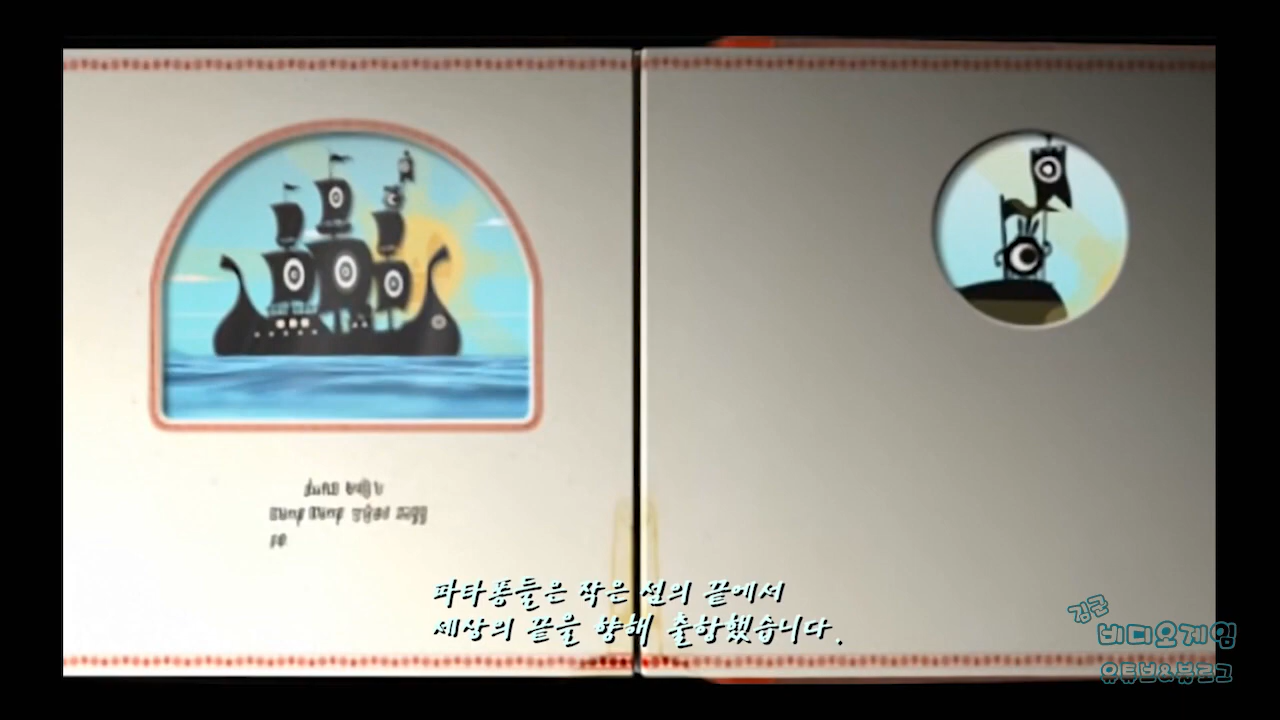 파타퐁들은 작은 섬의 끝에서
세상의 끝을 향해 출항했습니다.
김군
비디오게임
유튜브&블로그